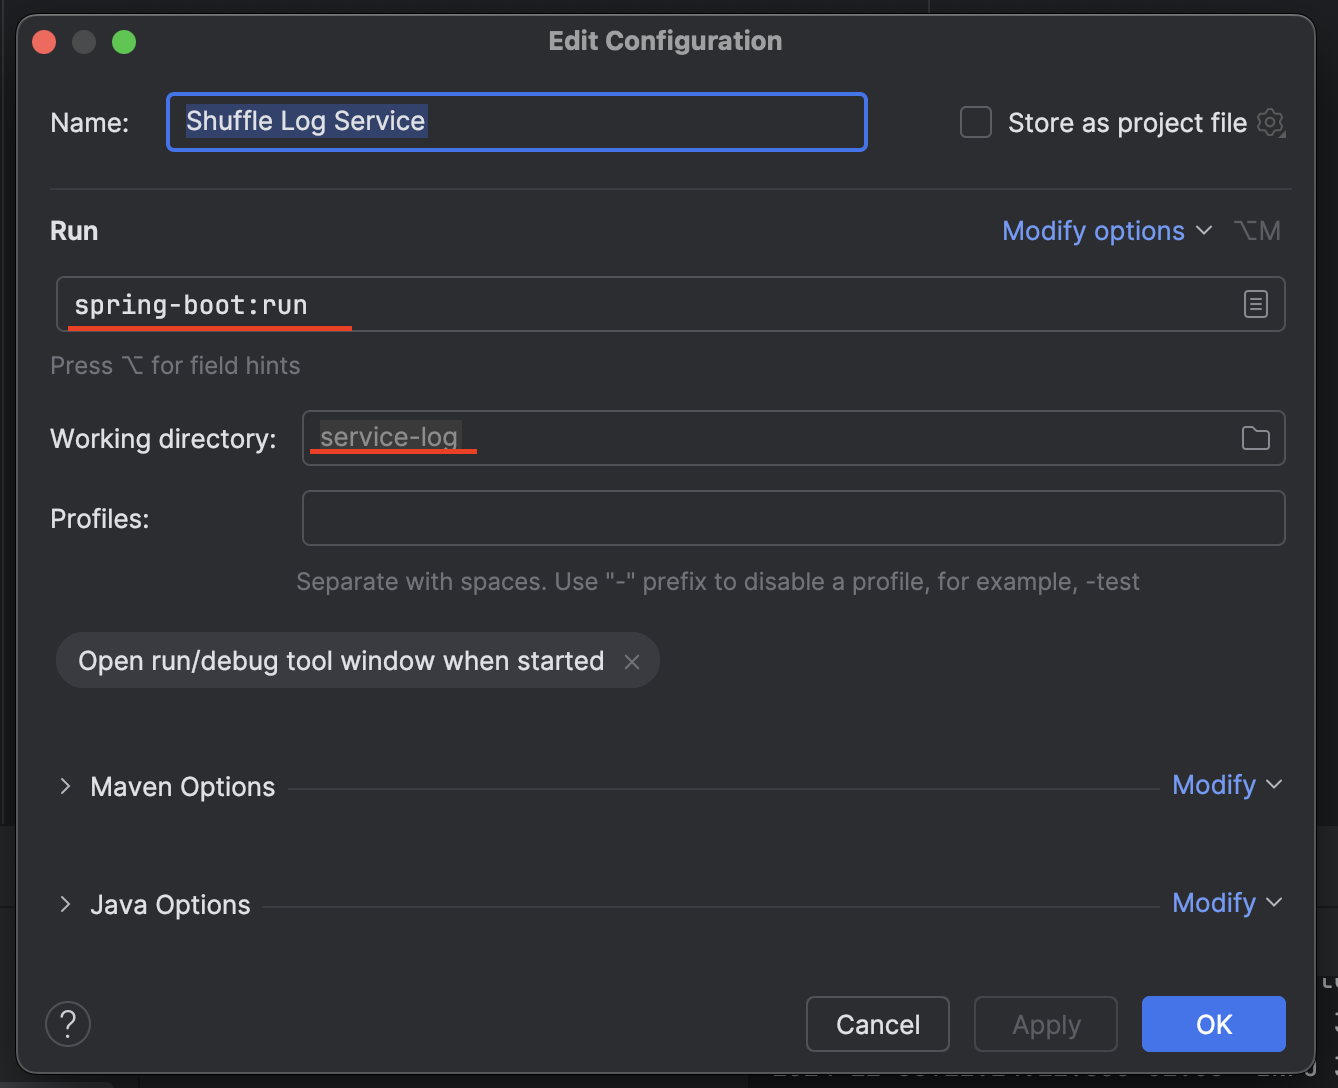 Edit Configuration
Name: Shuffle Log Service Store as project file
Run Modify options ⌥M
spring-boot:run
Press ⌥ for field hints
Working directory: service-log
Profiles:
Separate with spaces. Use "-" prefix to disable a profile, for example, -test
Open run/debug tool window when started
Maven Options Modify
Java Options Modify
? Cancel Apply OK